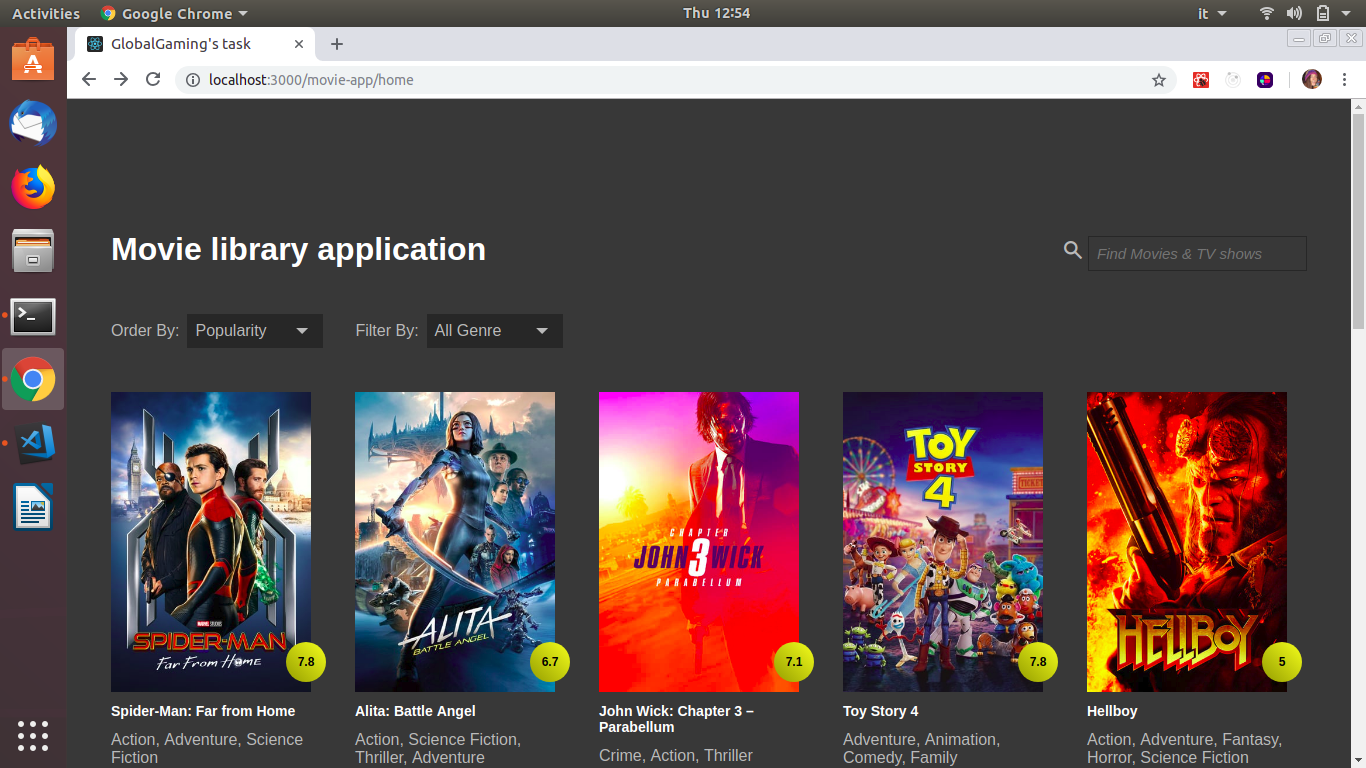 Activities Google Chrome Thu 12:54 it
GlobalGaming's task
localhost:3000/movie-app/home
Movie library application
Find Movies & TV shows
Order By: Popularity Filter By: All Genre
MARVEL STUDIOS
SPIDER-MAN
Far From Home
7.8
ALITA
BATTLE ANGEL
6.7
CHAPTER
JOHN 3 WICK
PARABELLUM
7.1
TOY
STORY
4
TICKETS
7.8
HELLBOY
5
Spider-Man: Far from Home
Action, Adventure, Science
Fiction
Alita: Battle Angel
Action, Science Fiction,
Thriller, Adventure
John Wick: Chapter 3 –
Parabellum
Crime, Action, Thriller
Toy Story 4
Adventure, Animation,
Comedy, Family
Hellboy
Action, Adventure, Fantasy,
Horror, Science Fiction